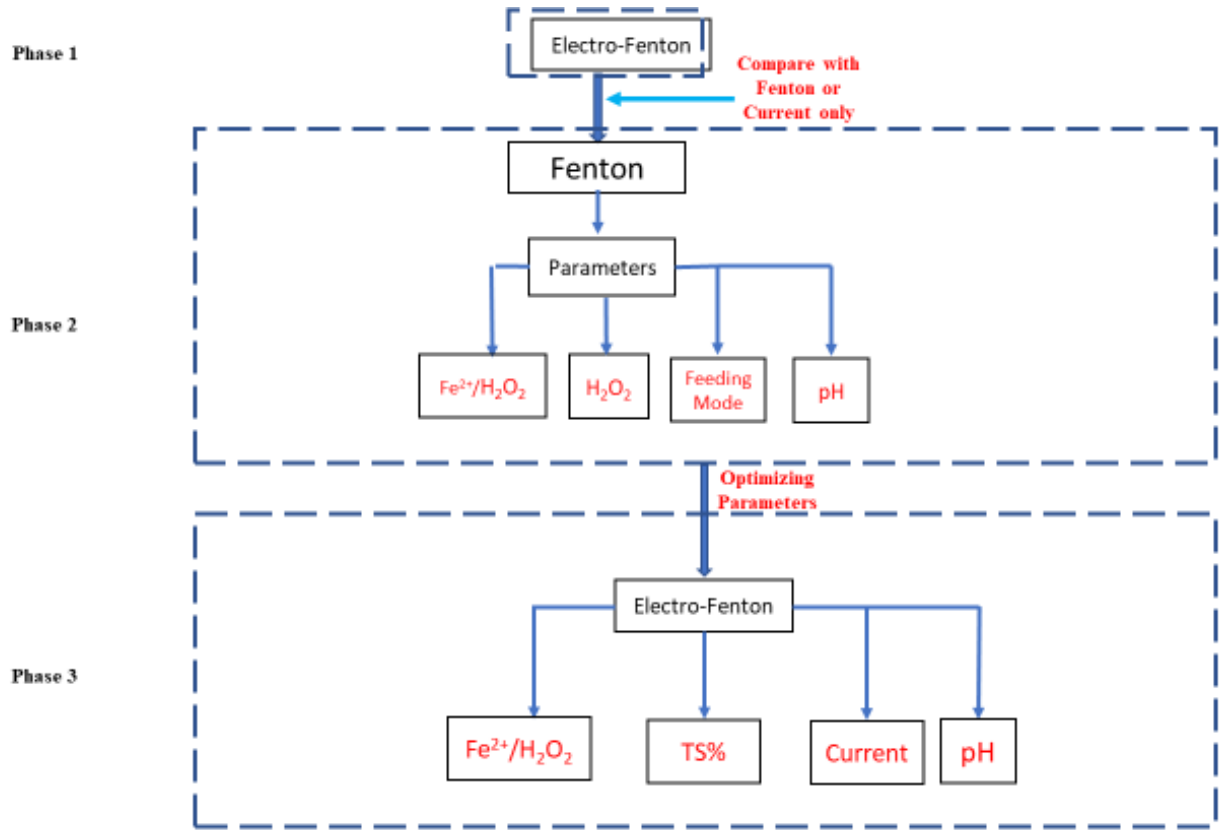 Phase 1
Electro-Fenton
Compare with
Fenton or
Current only
Fenton
Parameters
Phase 2
Fe²⁺/H₂O₂
H₂O₂
Feeding
Mode
pH
Optimizing
Parameters
Electro-Fenton
Phase 3
Fe²⁺/H₂O₂
TS%
Current
pH